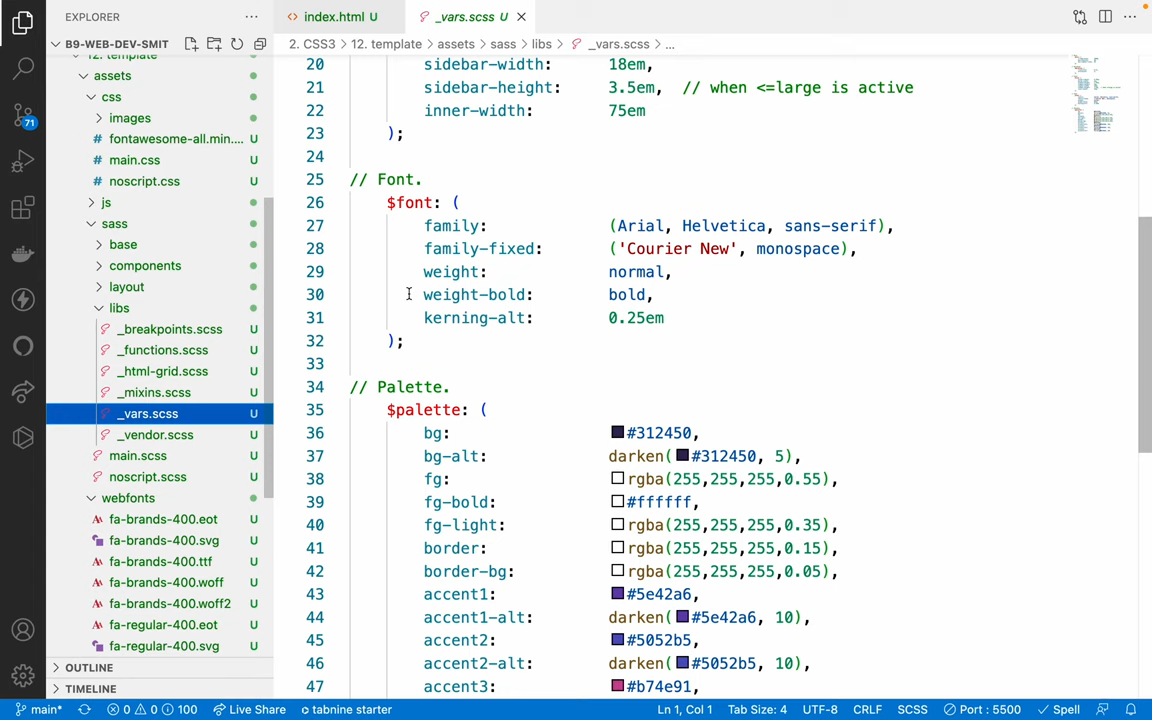 EXPLORER
index.html U
_vars.scss U
B9-WEB-DEV-SMIT
2. CSS3 > 12. template > assets > sass > libs > _vars.scss > ...
12. template
assets
css
images
fontawesome-all.min.... U
main.css U
noscript.css U
js
sass
base
components
layout
libs
_breakpoints.scss U
_functions.scss U
_html-grid.scss U
_mixins.scss U
_vars.scss U
_vendor.scss U
main.scss U
noscript.scss U
webfonts
fa-brands-400.eot U
fa-brands-400.svg U
fa-brands-400.ttf U
fa-brands-400.woff U
fa-brands-400.woff2 U
fa-regular-400.eot U
fa-regular-400.svg U
OUTLINE
TIMELINE
71
20 sidebar-width: 18em,
21 sidebar-height: 3.5em, // when <=large is active
22 inner-width: 75em
23 );
24
25 // Font.
26 $font: (
27 family: (Arial, Helvetica, sans-serif),
28 family-fixed: ('Courier New', monospace),
29 weight: normal,
30 weight-bold: bold,
31 kerning-alt: 0.25em
32 );
33
34 // Palette.
35 $palette: (
36 bg: #312450,
37 bg-alt: darken(#312450, 5),
38 fg: rgba(255,255,255,0.55),
39 fg-bold: #ffffff,
40 fg-light: rgba(255,255,255,0.35),
41 border: rgba(255,255,255,0.15),
42 border-bg: rgba(255,255,255,0.05),
43 accent1: #5e42a6,
44 accent1-alt: darken(#5e42a6, 10),
45 accent2: #5052b5,
46 accent2-alt: darken(#5052b5, 10),
47 accent3: #b74e91,
main* 0 0 100 Live Share tabnine starter Ln 1, Col 1 Tab Size: 4 UTF-8 CRLF SCSS Port : 5500 Spell